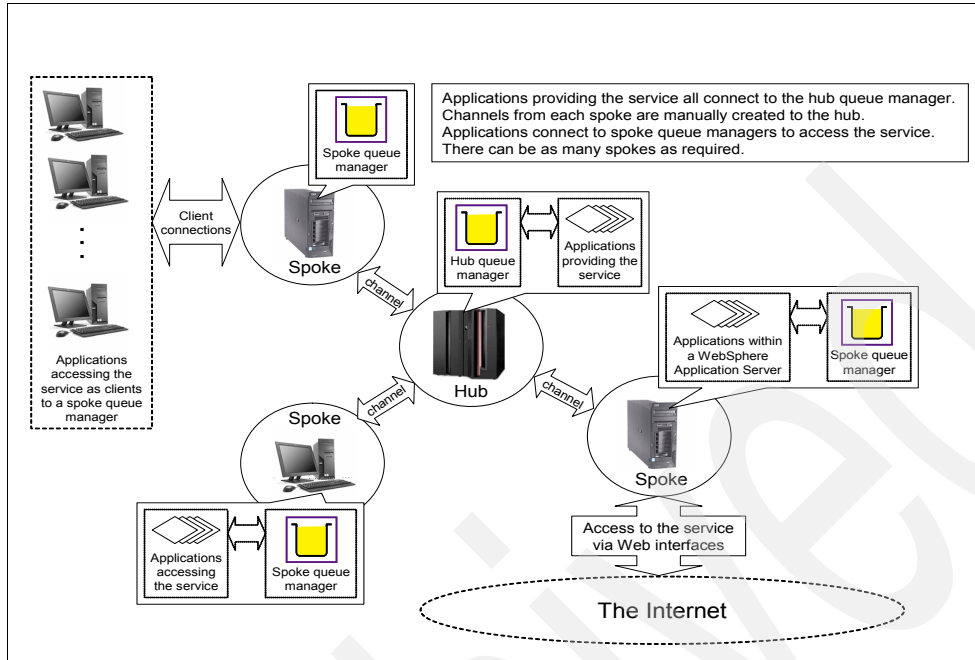 Applications providing the service all connect to the hub queue manager.
Channels from each spoke are manually created to the hub.
Applications connect to spoke queue managers to access the service.
There can be as many spokes as required.
Spoke queue
manager
Client
connections
Spoke
Hub queue
manager
Applications
providing the
service
channel
Applications
accessing the
service as clients
to a spoke queue
manager
Hub
Applications within
a WebSphere
Application Server
Spoke queue
manager
channel
channel
Spoke
Spoke
Applications
accessing
the service
Spoke queue
manager
Access to the service
via Web interfaces
The Internet